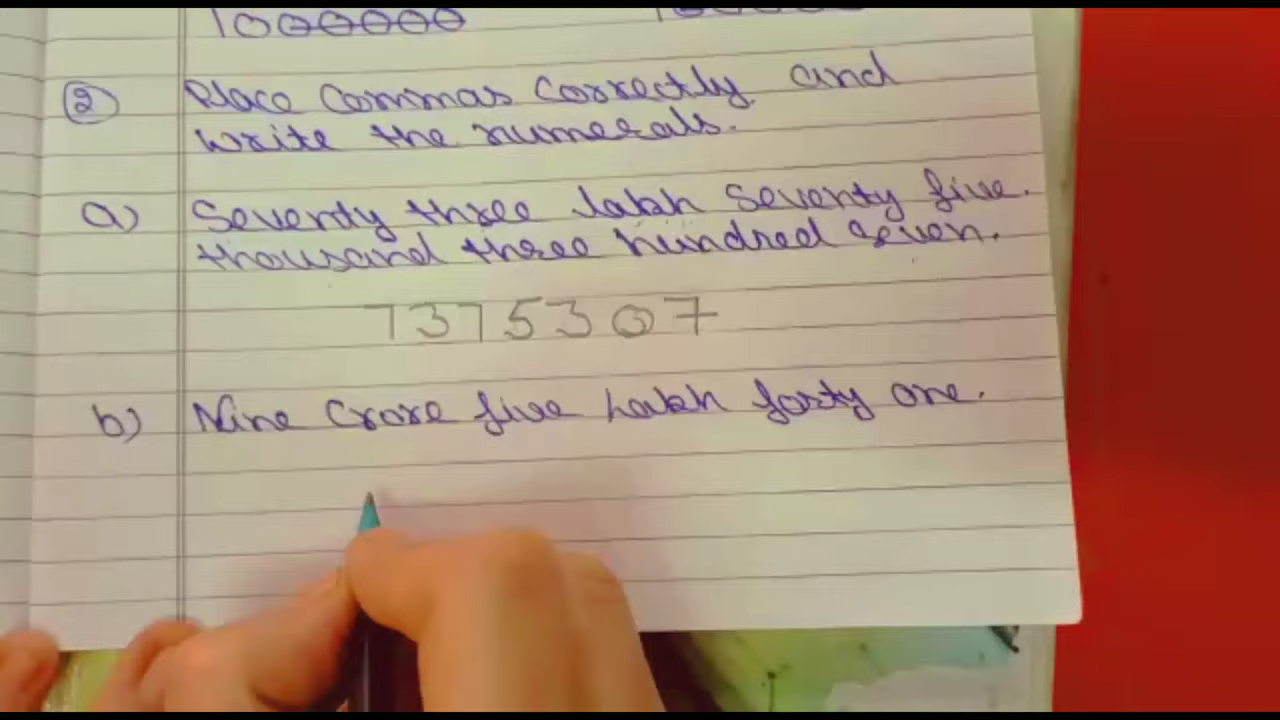 1000000
② Place Commas Correctly and
write the numerals.
a) Seventy three lakh Seventy five.
thousand three hundred Seven.
7375307
b) Nine Crore five Lakh forty one.